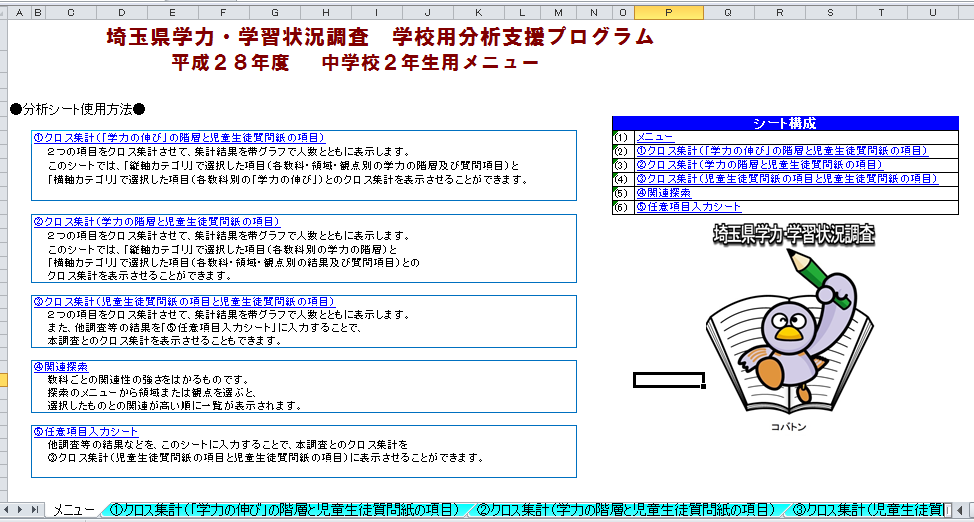 A B C D E F G H I J K L M N O P Q R S T U
埼玉県学力・学習状況調査　学校用分析支援プログラム
平成２８年度　中学校２年生用メニュー
●分析シート使用方法●
①クロス集計(「学力の伸び」の階層と児童生徒質問紙の項目)
２つの項目をクロス集計させて、集計結果を帯グラフで人数とともに表示します。
このシートでは、「縦軸カテゴリ」で選択した項目(各教科・領域・観点別の学力の階層及び質問項目)と
「横軸カテゴリ」で選択した項目(各教科別の「学力の伸び」)とのクロス集計を表示させることができます。
②クロス集計(学力の階層と児童生徒質問紙の項目)
２つの項目をクロス集計させて、集計結果を帯グラフで人数とともに表示します。
このシートでは、「縦軸カテゴリ」で選択した項目(各教科別の学力の階層)と
「横軸カテゴリ」で選択した項目(各教科・領域・観点別の結果及び質問項目)との
クロス集計を表示させることができます。
③クロス集計(児童生徒質問紙の項目と児童生徒質問紙の項目)
２つの項目をクロス集計させて、集計結果を帯グラフで人数とともに表示します。
また、他調査等の結果を「⑤任意項目入力シート」に入力することで、
本調査とのクロス集計を表示させることもできます。
④関連探索
教科ごとの関連性の強さをはかるものです。
探索のメニューから領域または観点を選ぶと、
選択したものとの関連が高い順に一覧が表示されます。
⑤任意項目入力シート
他調査等の結果などを、このシートに入力することで、本調査とのクロス集計を
③クロス集計(児童生徒質問紙の項目と児童生徒質問紙の項目)に表示させることができます。
シート構成
(1) メニュー
(2) ①クロス集計(「学力の伸び」の階層と児童生徒質問紙の項目)
(3) ②クロス集計(学力の階層と児童生徒質問紙の項目)
(4) ③クロス集計(児童生徒質問紙の項目と児童生徒質問紙の項目)
(5) ④関連探索
(6) ⑤任意項目入力シート
埼玉県学力・学習状況調査
コバトン
メニュー ①クロス集計(「学力の伸び」の階層と児童生徒質問紙の項目) ②クロス集計(学力の階層と児童生徒質問紙の項目) ③クロス集計(児童生徒質